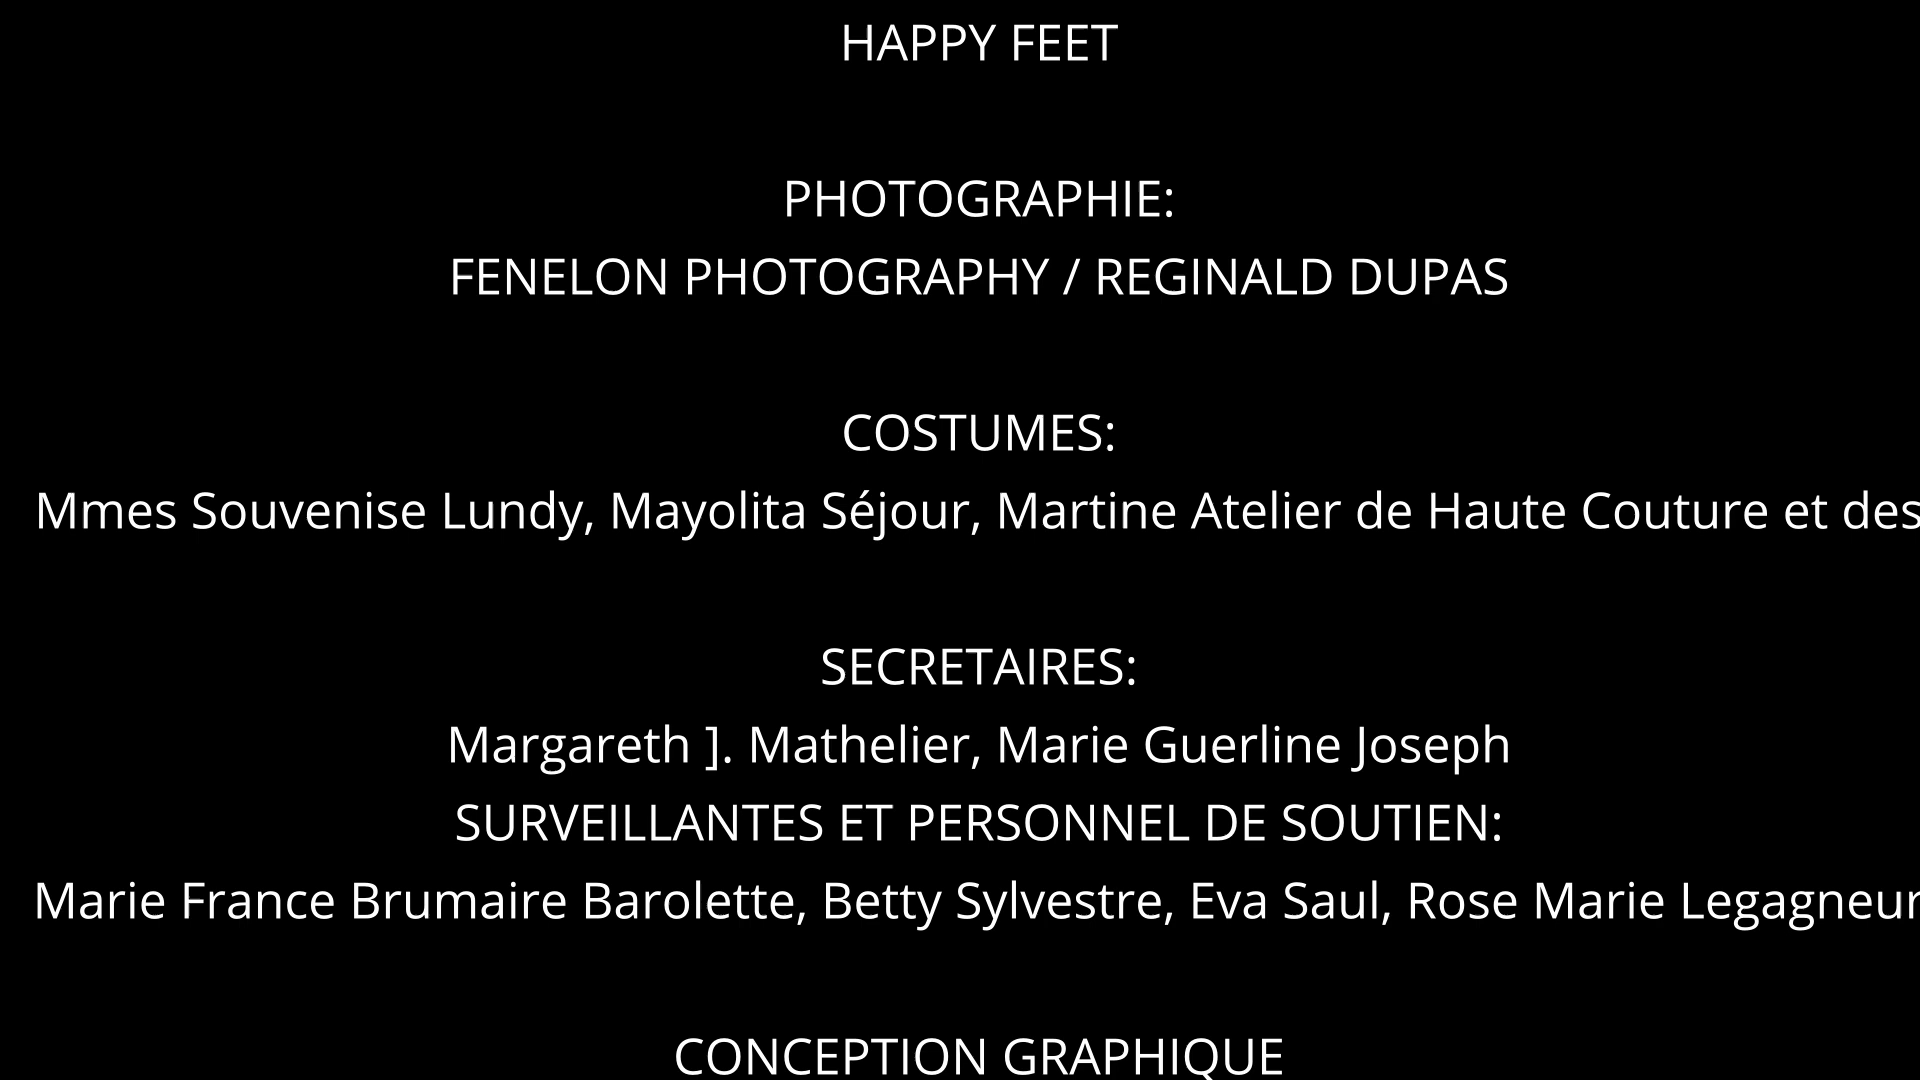 HAPPY FEET
PHOTOGRAPHIE:
FENELON PHOTOGRAPHY / REGINALD DUPAS
COSTUMES:
Mmes Souvenise Lundy, Mayolita Séjour, Martine Atelier de Haute Couture et des
SECRETAIRES:
Margareth ]. Mathelier, Marie Guerline Joseph
SURVEILLANTES ET PERSONNEL DE SOUTIEN:
Marie France Brumaire Barolette, Betty Sylvestre, Eva Saul, Rose Marie Legagneur
CONCEPTION GRAPHIQUE